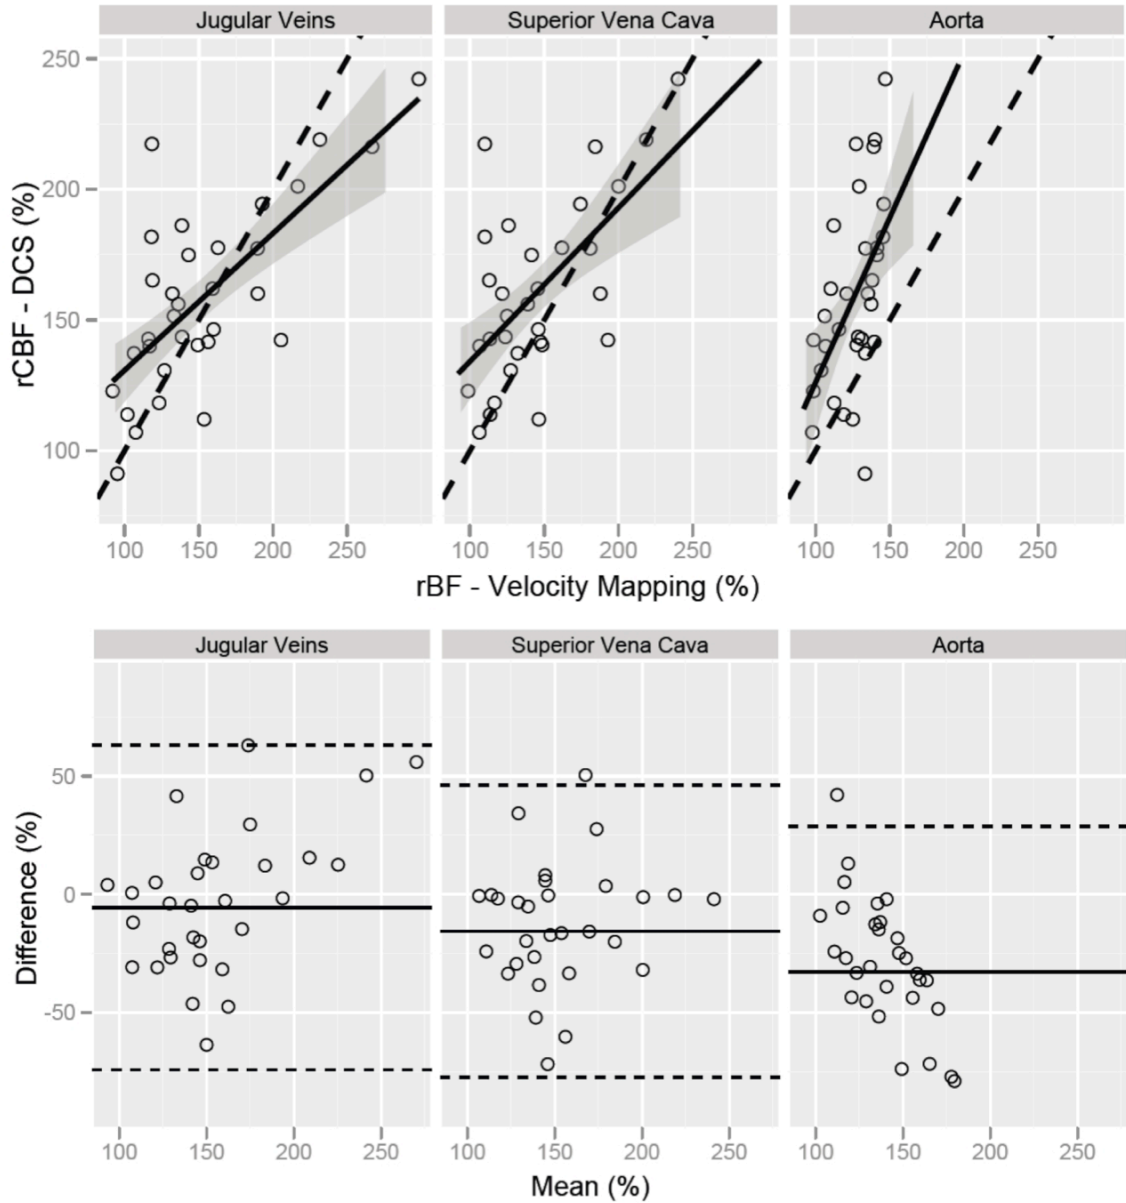 Jugular Veins Superior Vena Cava Aorta
250
200
150
100
rCBF - DCS (%)
100 150 200 250 100 150 200 250 100 150 200 250
rBF - Velocity Mapping (%)
Jugular Veins Superior Vena Cava Aorta
50
0
-50
Difference (%)
100 150 200 250 100 150 200 250 100 150 200 250
Mean (%)